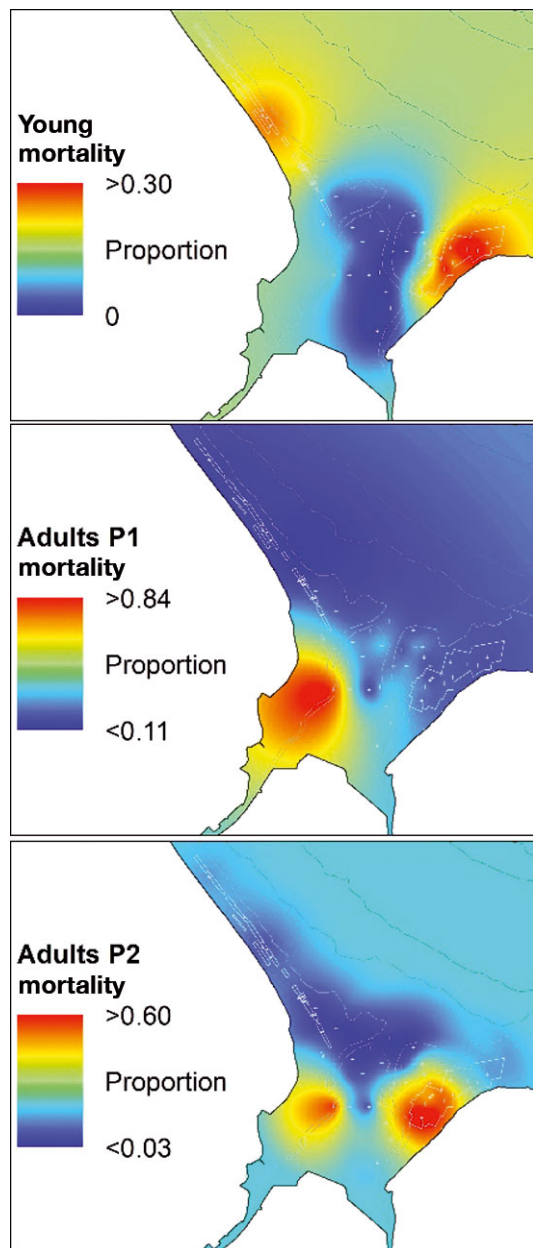 Young
mortality
>0.30
Proportion
0
Adults P1
mortality
>0.84
Proportion
<0.11
Adults P2
mortality
>0.60
Proportion
<0.03